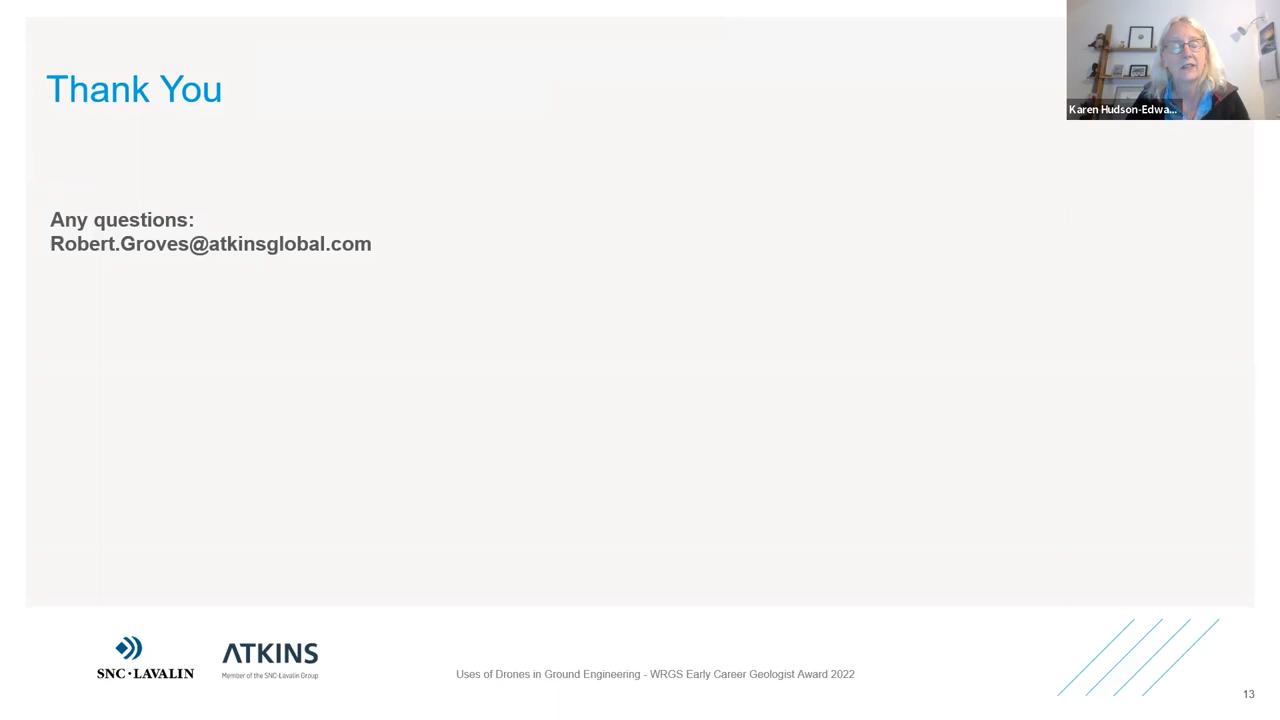 Karen Hudson-Edwa...
Thank You
Any questions:
Robert.Groves@atkinsglobal.com
SNC·LAVALIN
ATKINS
Member of the SNC-Lavalin Group
Uses of Drones in Ground Engineering - WRGS Early Career Geologist Award 2022
13